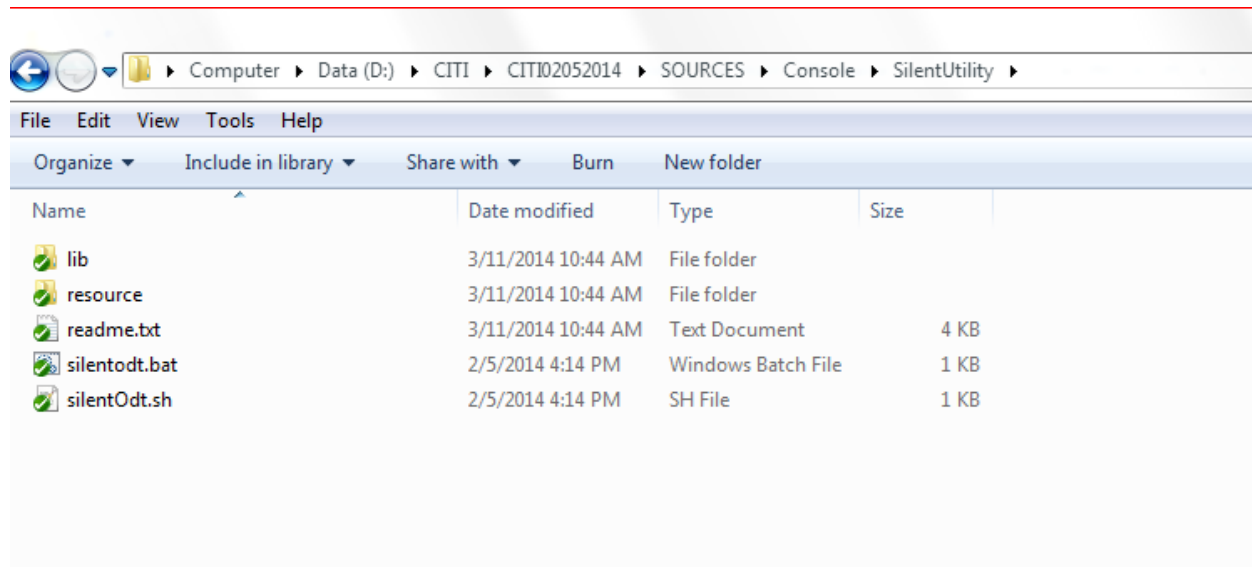 Computer Data (D:) CITI CITI02052014 SOURCES Console SilentUtility
File Edit View Tools Help
Organize Include in library Share with Burn New folder
Name Date modified Type Size
lib 3/11/2014 10:44 AM File folder
resource 3/11/2014 10:44 AM File folder
readme.txt 3/11/2014 10:44 AM Text Document 4 KB
silentodt.bat 2/5/2014 4:14 PM Windows Batch File 1 KB
silentOdt.sh 2/5/2014 4:14 PM SH File 1 KB